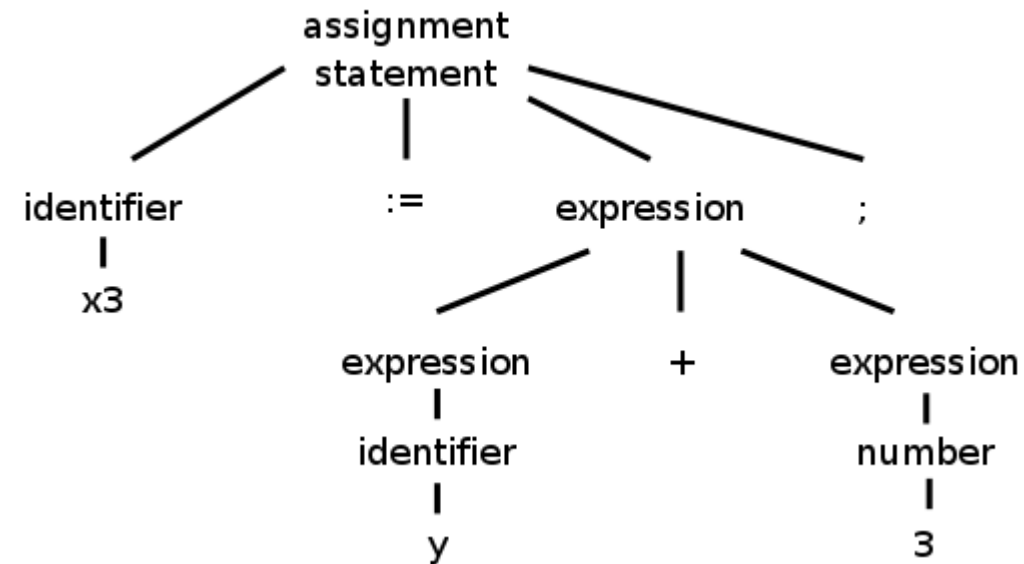 assignment
statement
identifier := expression ;
x3
expression + expression
identifier number
y 3